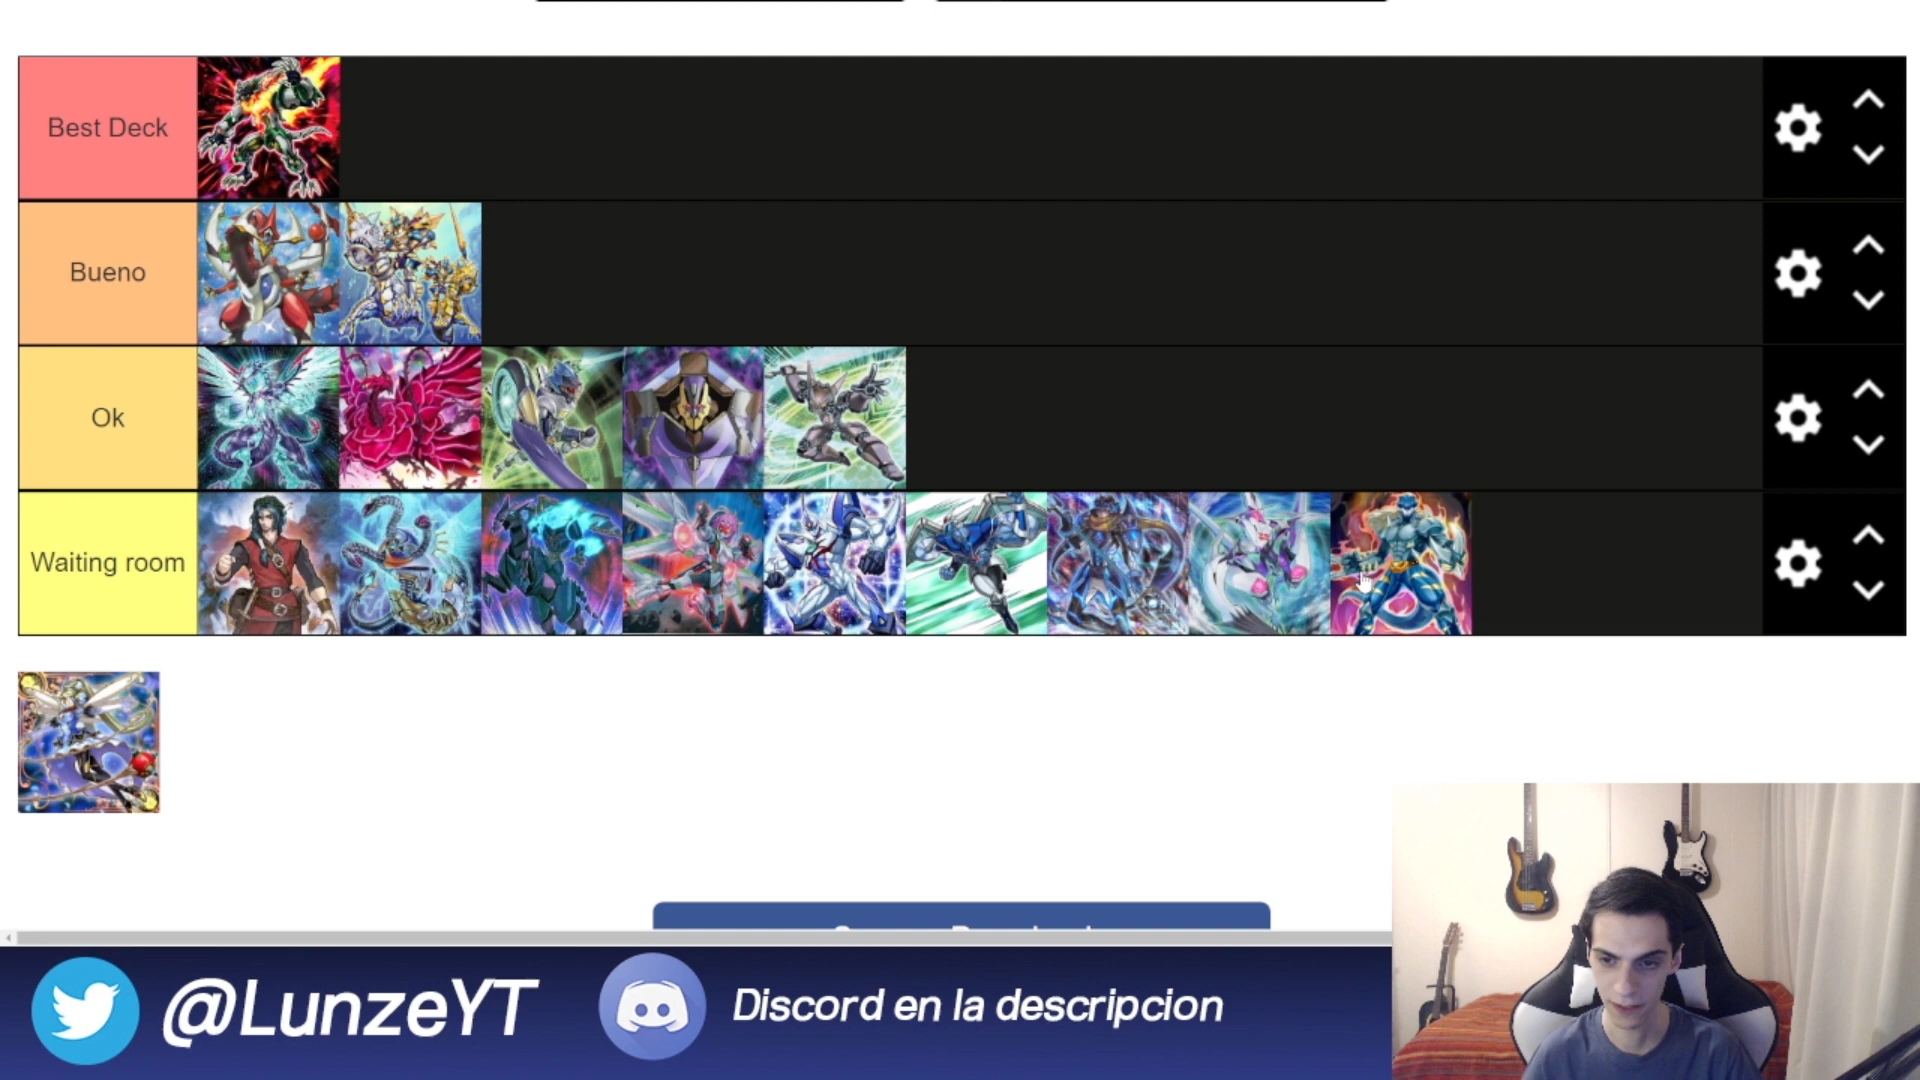 Best Deck
Bueno
Ok
Waiting room
@LunzeYT
Discord en la descripcion